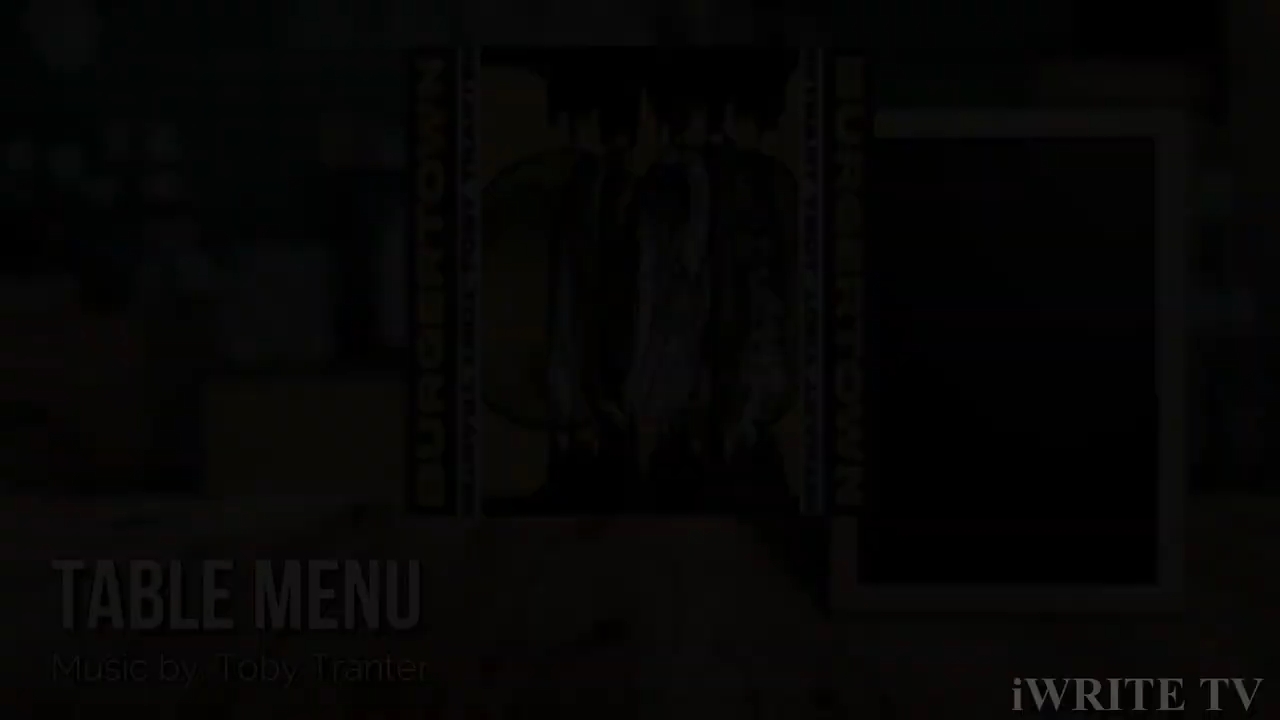 BURGERTOWN
BURGERTOWN
TABLE MENU
Music by: Toby Tranter
iWRITE TV